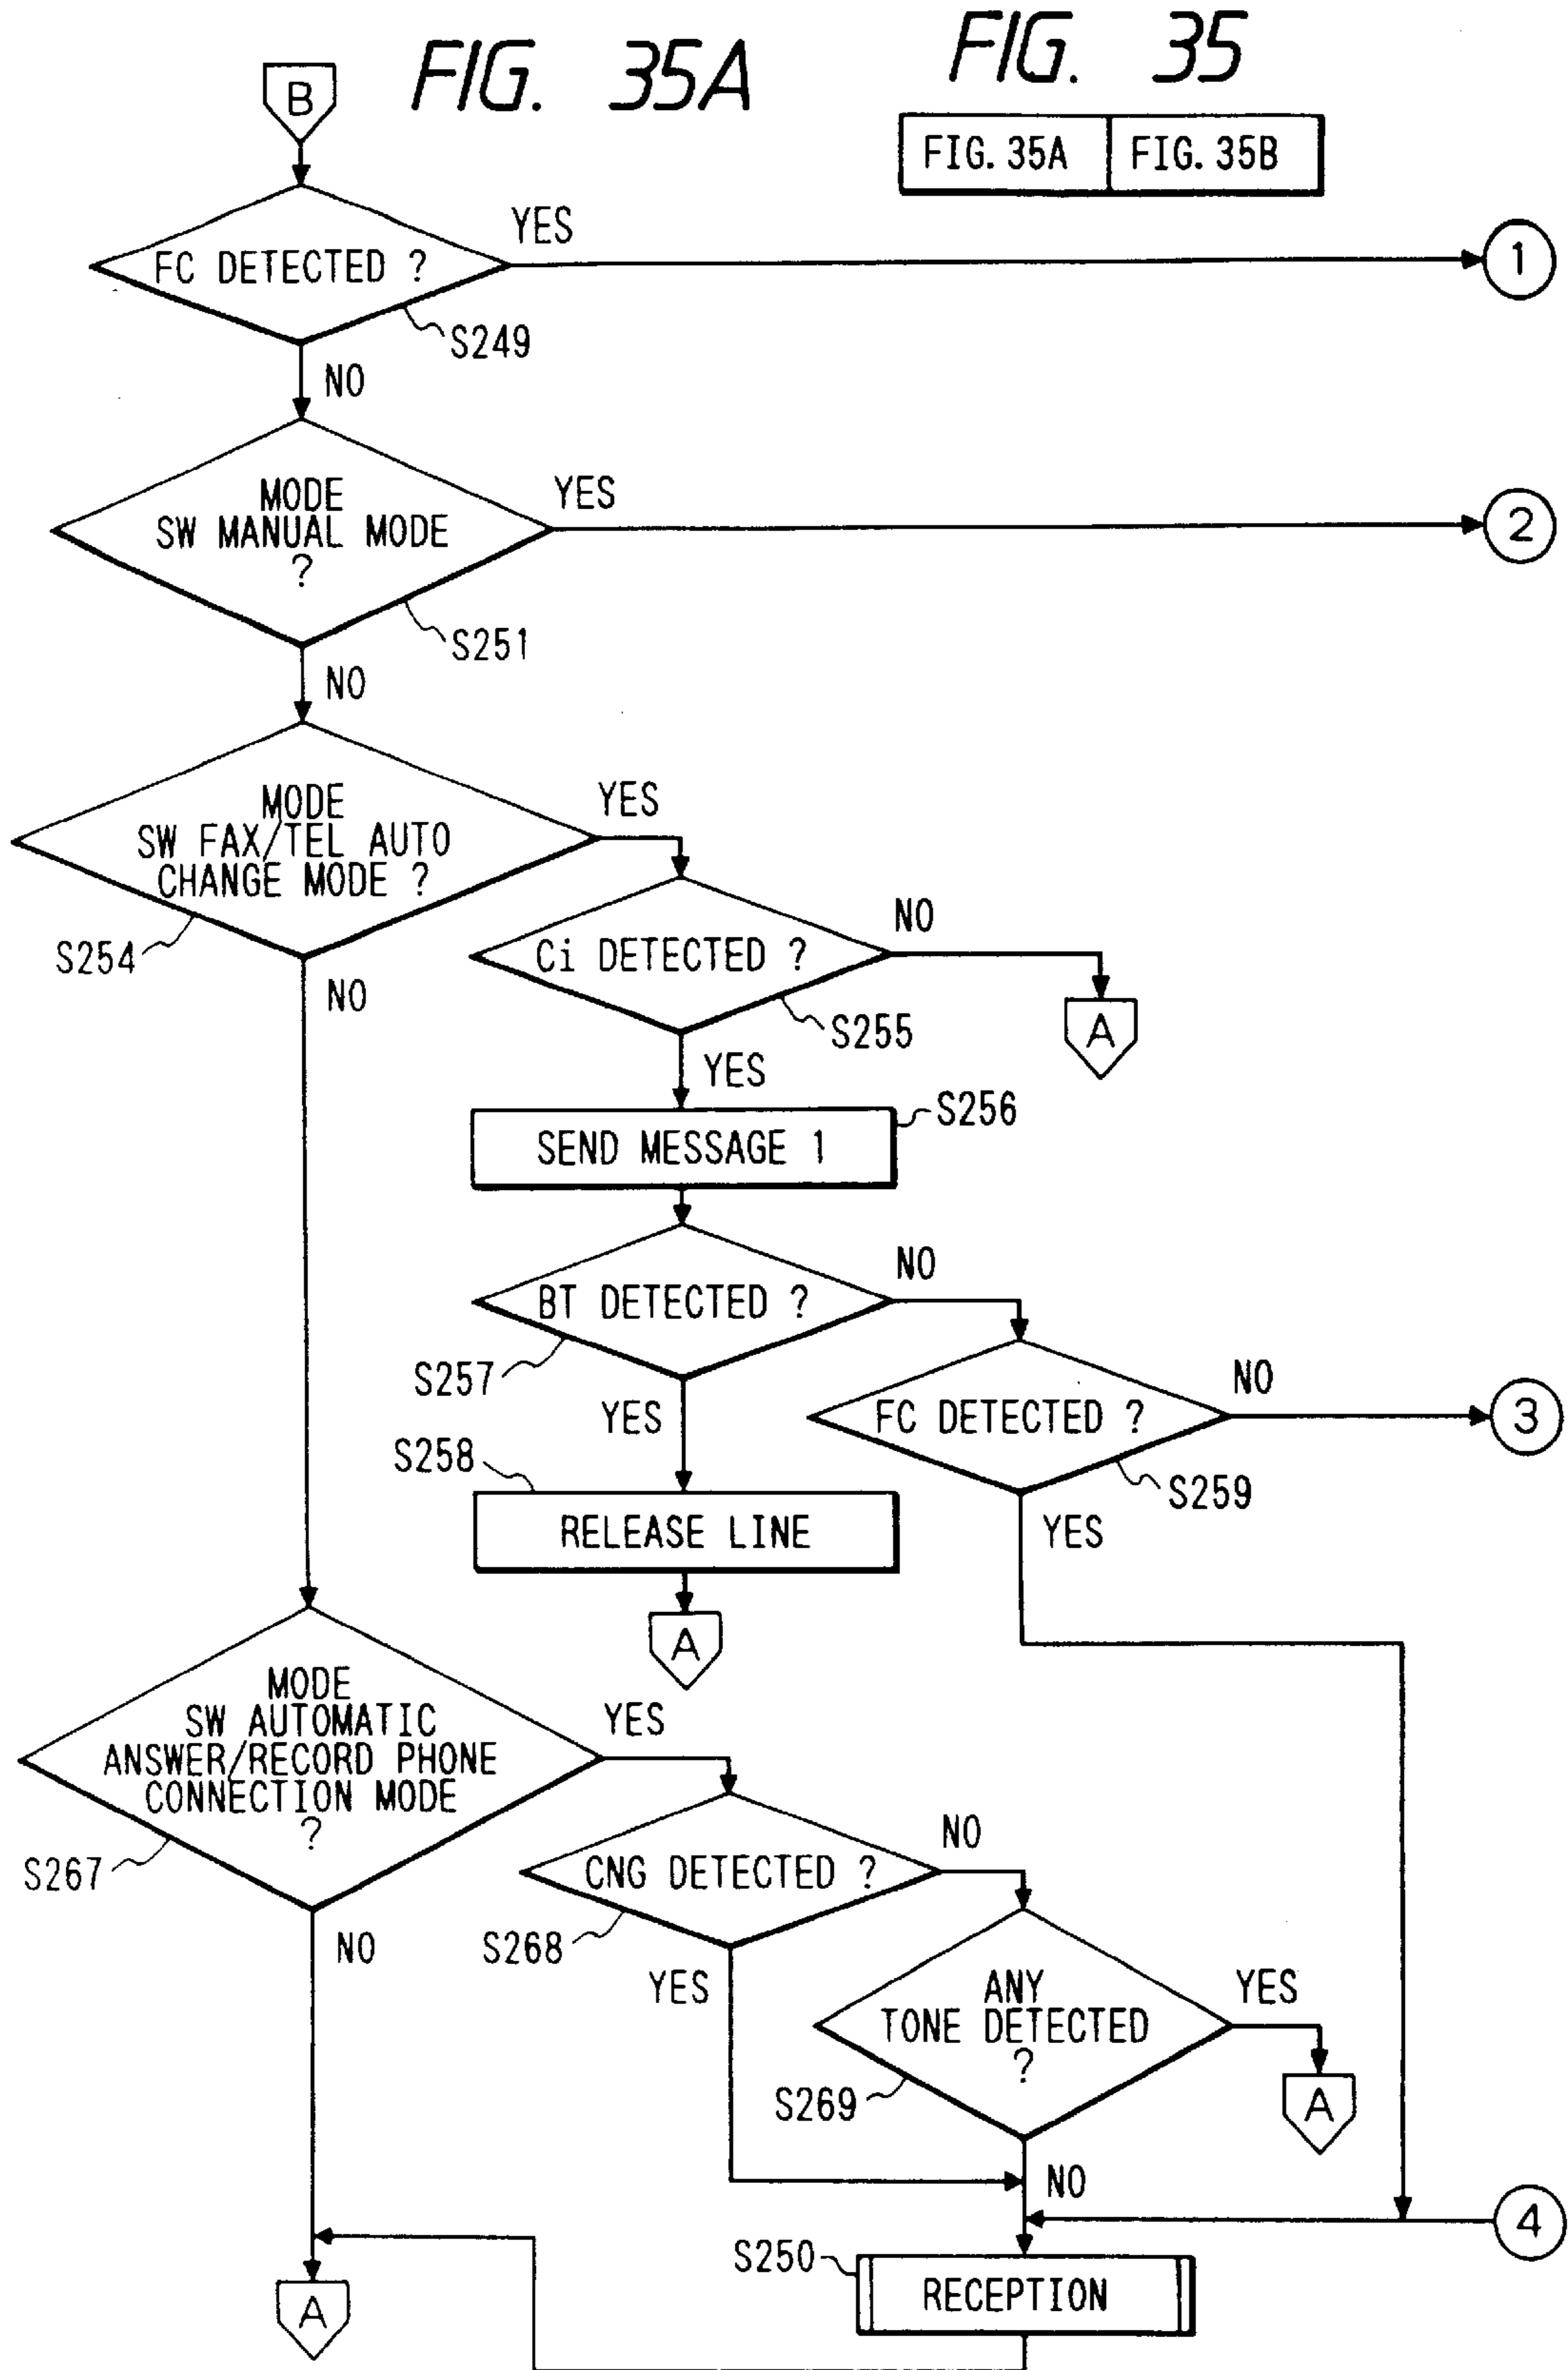 FIG. 35A
FIG. 35
FIG. 35A
FIG. 35B
B
FC DETECTED ?
YES
1
S249
NO
MODE
SW MANUAL MODE
?
YES
2
S251
NO
MODE
SW FAX/TEL AUTO
CHANGE MODE ?
YES
S254
NO
Ci DETECTED ?
NO
A
S255
YES
SEND MESSAGE 1
S256
BT DETECTED ?
NO
S257
YES
FC DETECTED ?
NO
3
S259
YES
S258
RELEASE LINE
A
MODE
SW AUTOMATIC
ANSWER/RECORD PHONE
CONNECTION MODE
?
YES
S267
NO
CNG DETECTED ?
NO
S268
YES
ANY
TONE DETECTED
?
YES
A
S269
NO
4
S250
RECEPTION
A